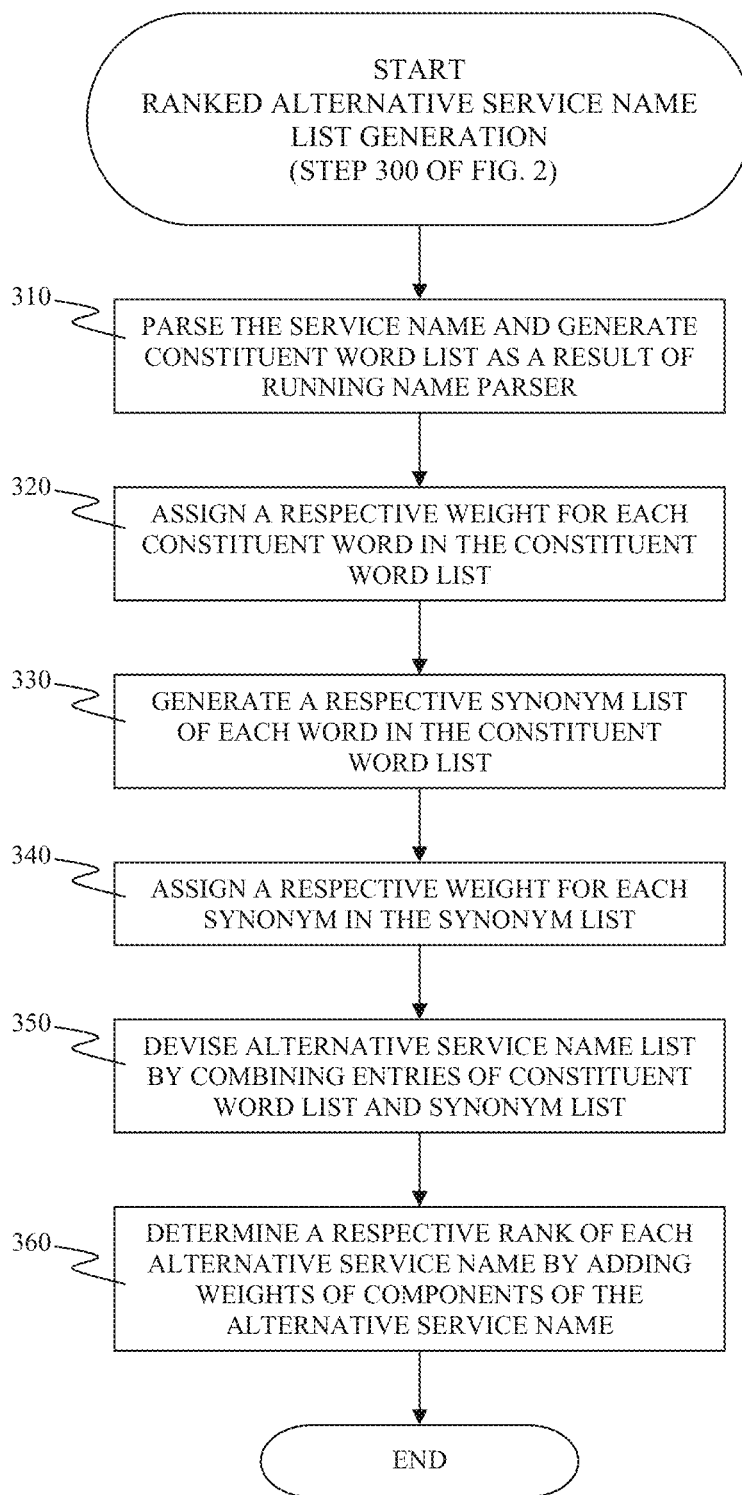 START
RANKED ALTERNATIVE SERVICE NAME
LIST GENERATION
(STEP 300 OF FIG. 2)
310
PARSE THE SERVICE NAME AND GENERATE
CONSTITUENT WORD LIST AS A RESULT OF
RUNNING NAME PARSER
320
ASSIGN A RESPECTIVE WEIGHT FOR EACH
CONSTITUENT WORD IN THE CONSTITUENT
WORD LIST
330
GENERATE A RESPECTIVE SYNONYM LIST
OF EACH WORD IN THE CONSTITUENT
WORD LIST
340
ASSIGN A RESPECTIVE WEIGHT FOR EACH
SYNONYM IN THE SYNONYM LIST
350
DEVISE ALTERNATIVE SERVICE NAME LIST
BY COMBINING ENTRIES OF CONSTITUENT
WORD LIST AND SYNONYM LIST
360
DETERMINE A RESPECTIVE RANK OF EACH
ALTERNATIVE SERVICE NAME BY ADDING
WEIGHTS OF COMPONENTS OF THE
ALTERNATIVE SERVICE NAME
END